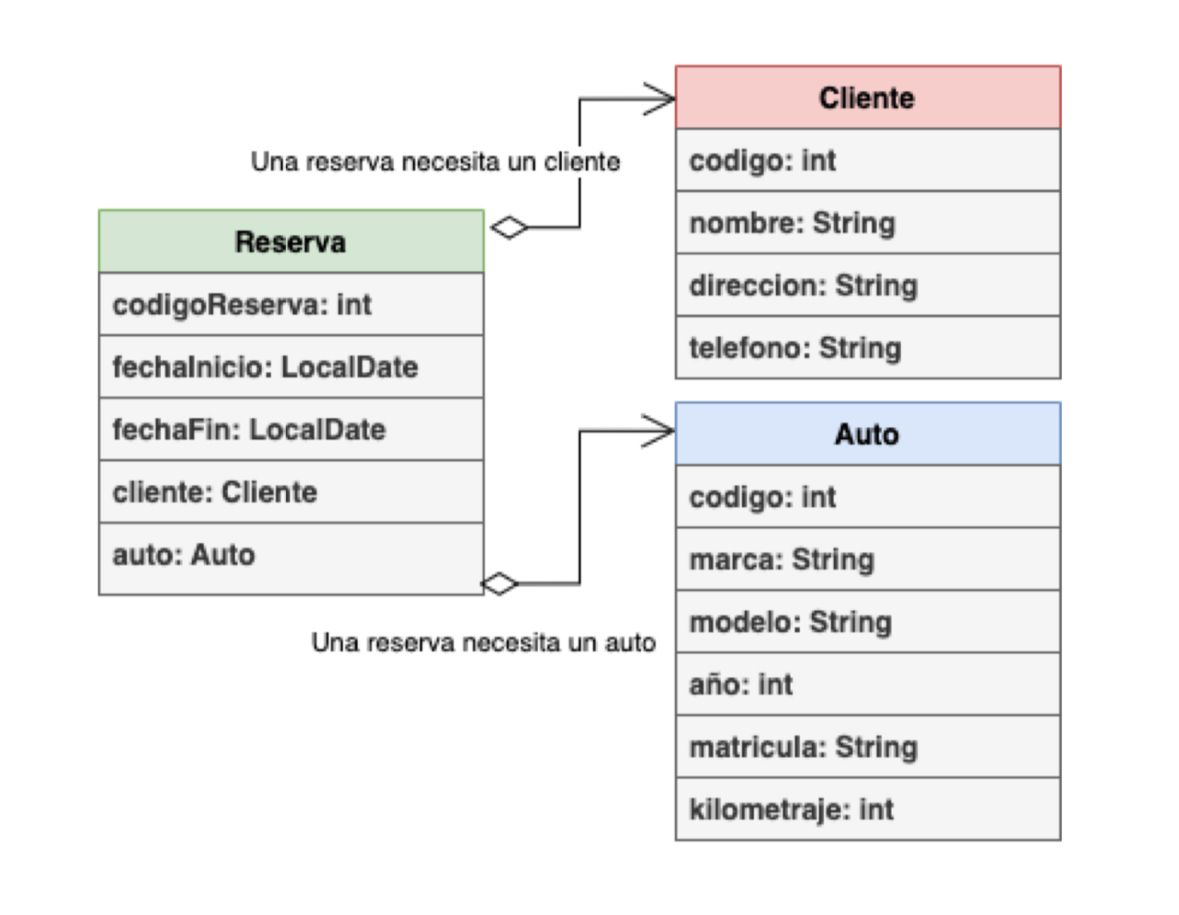 Cliente
codigo: int
nombre: String
direccion: String
telefono: String
Una reserva necesita un cliente
Reserva
codigoReserva: int
fechaInicio: LocalDate
fechaFin: LocalDate
cliente: Cliente
auto: Auto
Una reserva necesita un auto
Auto
codigo: int
marca: String
modelo: String
año: int
matricula: String
kilometraje: int